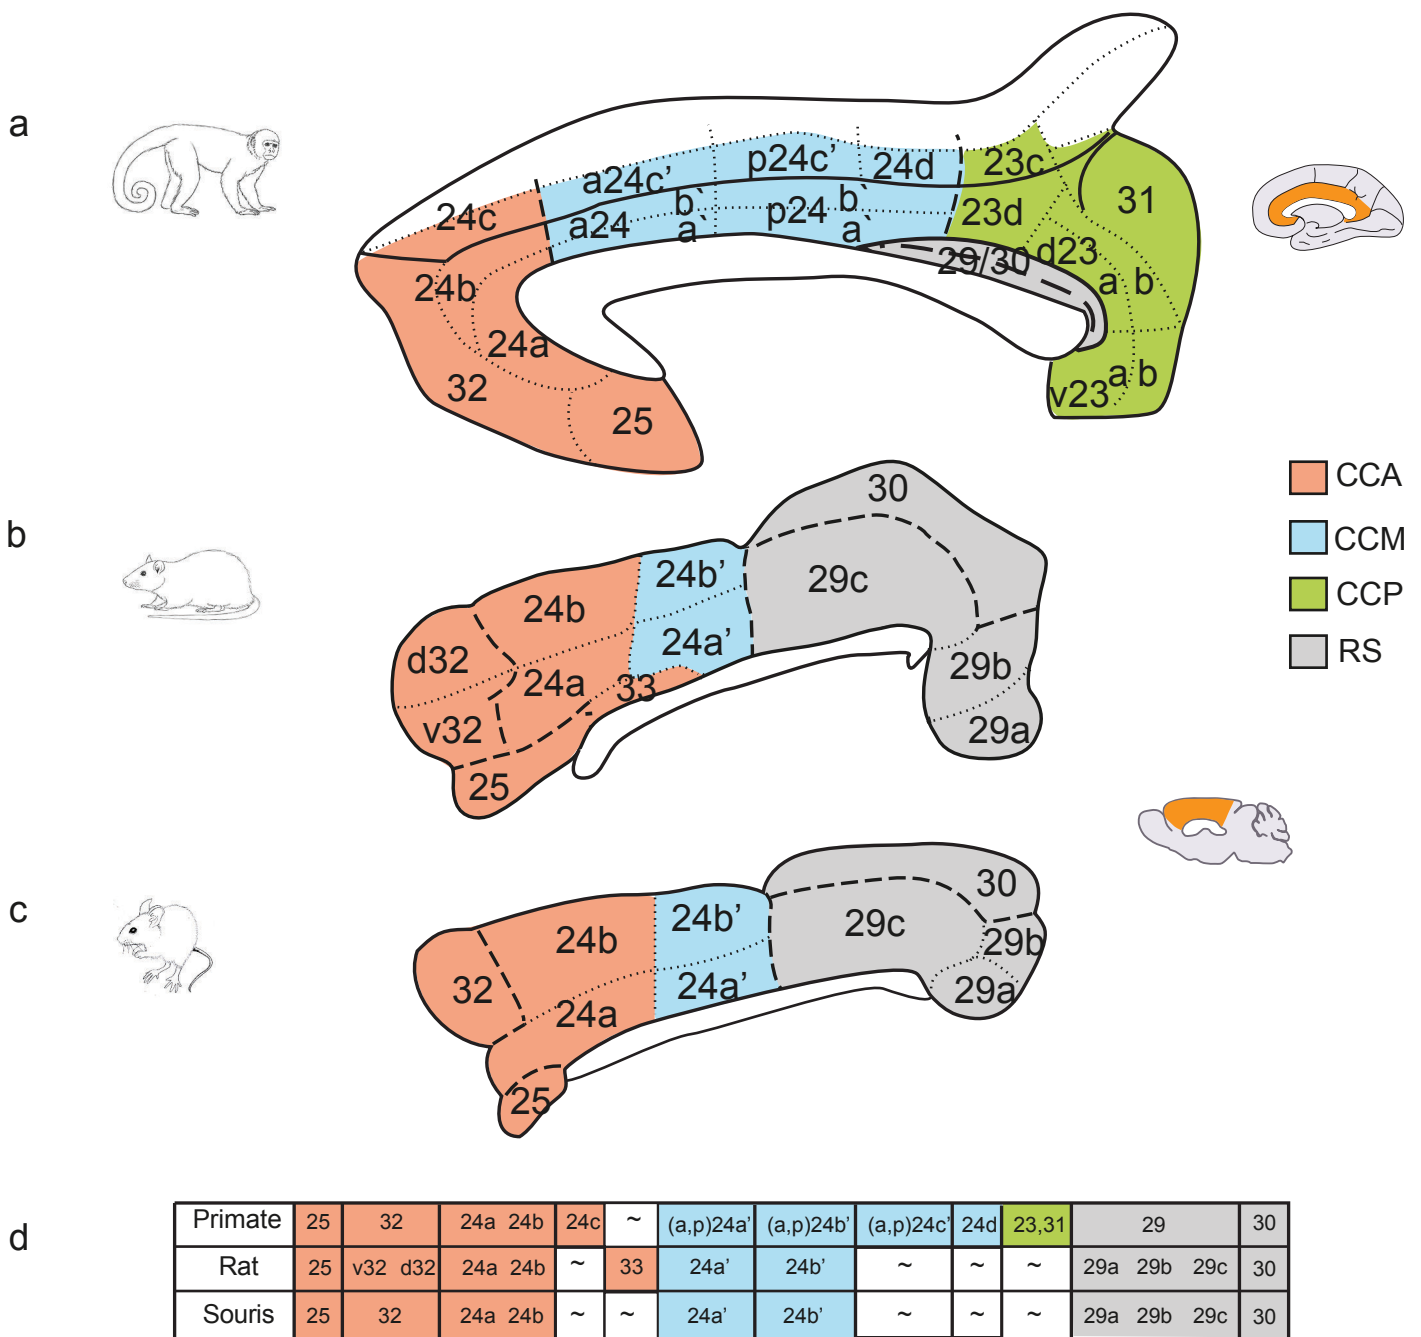 a
a24c’ p24c’ 24d 23c
24c a24 b` a` p24 b` a` 23d 31
24b 29/30 d23 a b
24a
32 25 v23 a b
CCA
CCM
CCP
RS
b
30
24b’ 29c
24b
d32 24a’
24a 33 29b
v32 29a
25
c
30
24b’ 29c
24b 29b
32 24a’ 29a
24a
25
d
Primate 25 32 24a 24b 24c ~ (a,p)24a’ (a,p)24b’ (a,p)24c’ 24d 23,31 29 30
Rat 25 v32 d32 24a 24b ~ 33 24a’ 24b’ ~ ~ ~ 29a 29b 29c 30
Souris 25 32 24a 24b ~ ~ 24a’ 24b’ ~ ~ ~ 29a 29b 29c 30